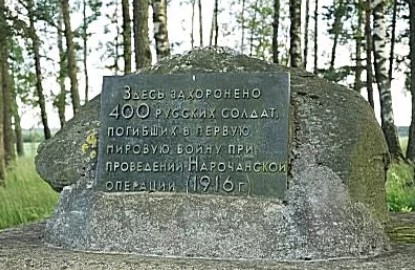 Здесь захоронено
400 русских солдат,
погибших в первую
мировую войну при
проведении Нарочанской
операции (1916 г.